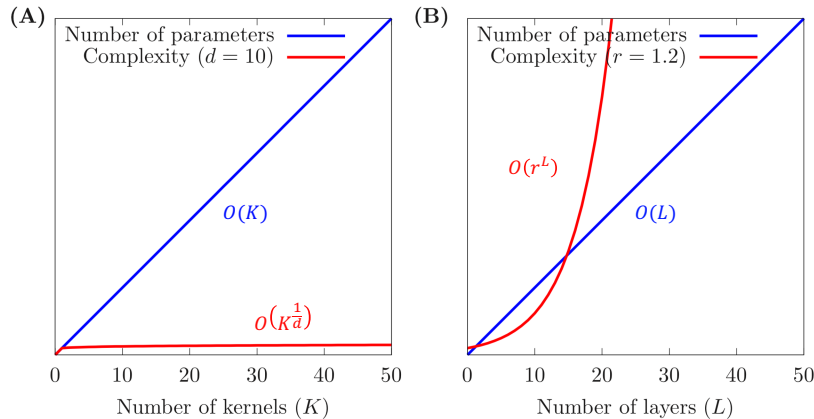 (A)
Number of parameters
Complexity (d = 10)
O(K)
O(K^{1/d})
0 10 20 30 40 50
Number of kernels (K)
(B)
Number of parameters
Complexity (r = 1.2)
O(r^L)
O(L)
0 10 20 30 40 50
Number of layers (L)